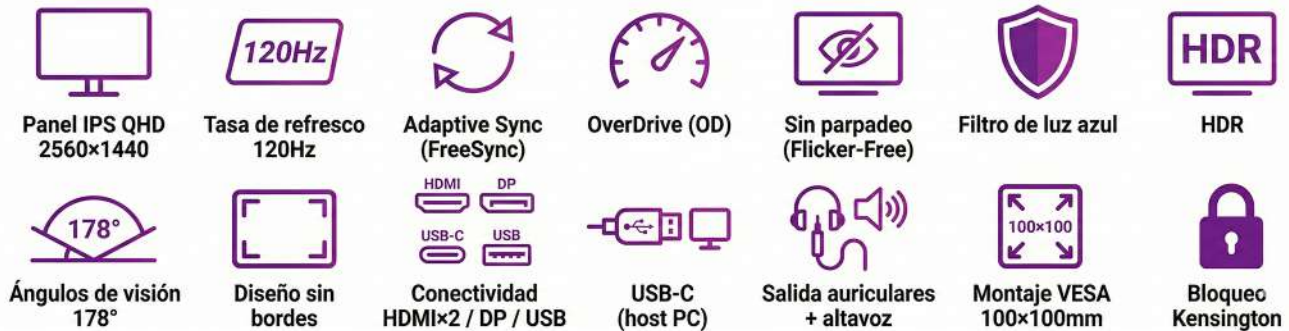 120Hz
HDR
Panel IPS QHD
2560×1440
Tasa de refresco
120Hz
Adaptive Sync
(FreeSync)
OverDrive (OD)
Sin parpadeo
(Flicker-Free)
Filtro de luz azul
HDR
178°
HDMI
DP
USB-C
USB
100×100
Ángulos de visión
178°
Diseño sin
bordes
Conectividad
HDMI×2 / DP / USB
USB-C
(host PC)
Salida auriculares
+ altavoz
Montaje VESA
100×100mm
Bloqueo
Kensington